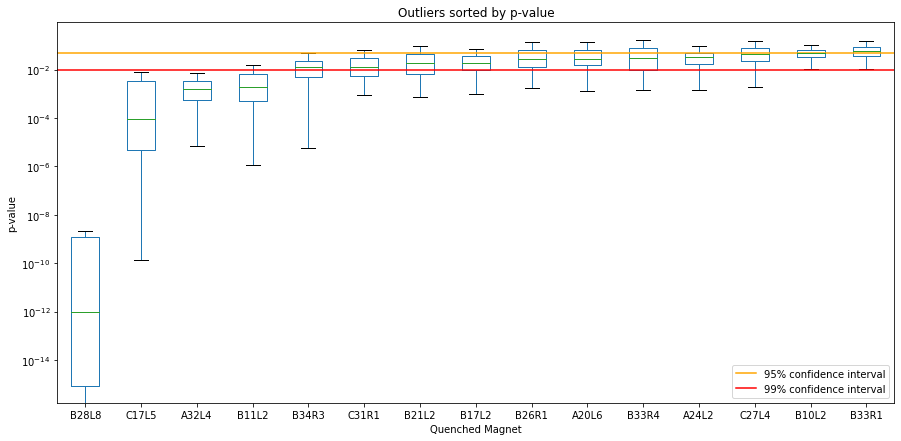 Outliers sorted by p-value
p-value
10⁻²
10⁻⁴
10⁻⁶
10⁻⁸
10⁻¹⁰
10⁻¹²
10⁻¹⁴
95% confidence interval
99% confidence interval
B28L8 C17L5 A32L4 B11L2 B34R3 C31R1 B21L2 B17L2 B26R1 A20L6 B33R4 A24L2 C27L4 B10L2 B33R1
Quenched Magnet